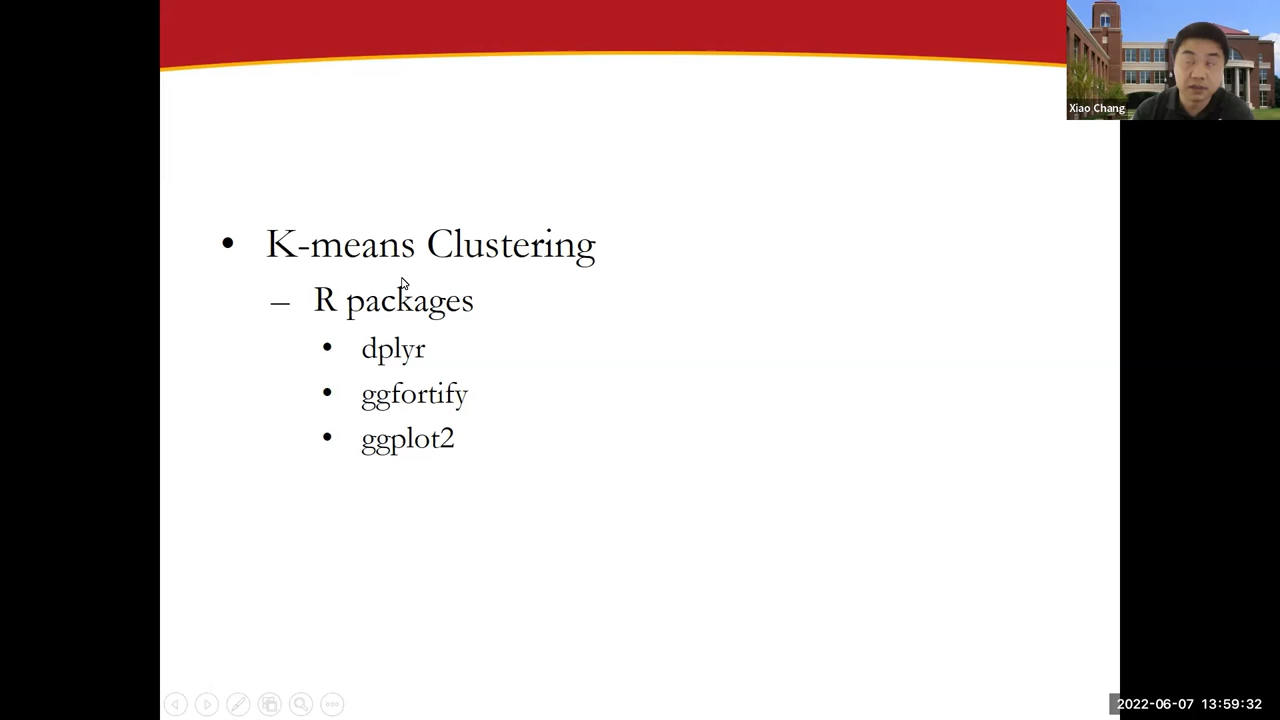 Xiao Chang
• K-means Clustering
– R packages
• dplyr
• ggfortify
• ggplot2
2022-06-07 13:59:32